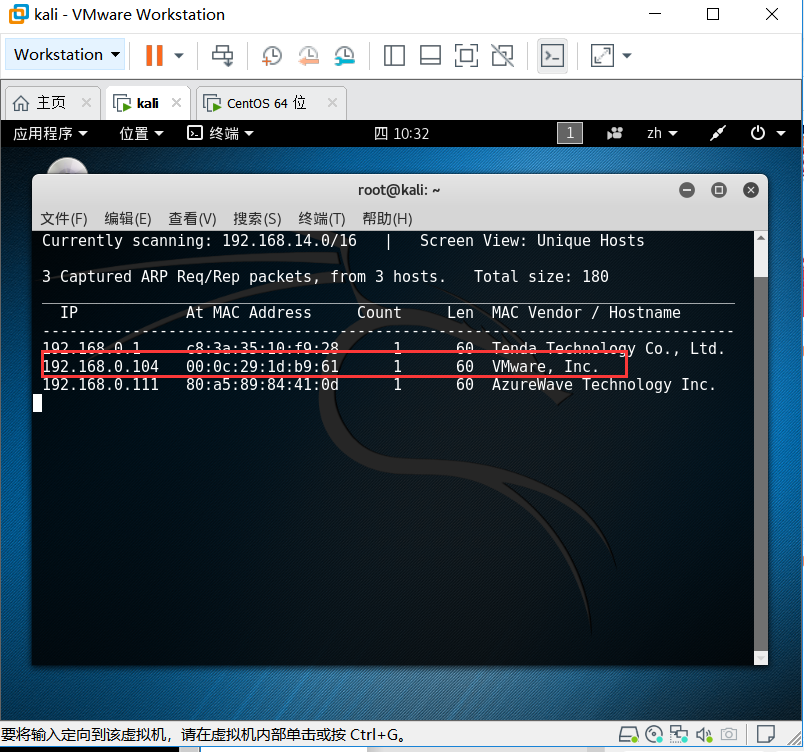 kali - VMware Workstation
Workstation
主页 kali CentOS 64 位
应用程序 位置 终端 四 10:32 1 zh
root@kali: ~
文件(F) 编辑(E) 查看(V) 搜索(S) 终端(T) 帮助(H)
Currently scanning: 192.168.14.0/16 | Screen View: Unique Hosts
3 Captured ARP Req/Rep packets, from 3 hosts. Total size: 180
_____________________________________________________________________________
IP At MAC Address Count Len MAC Vendor / Hostname
-----------------------------------------------------------------------------
192.168.0.1 c8:3a:35:10:f9:28 1 60 Tenda Technology Co., Ltd.
192.168.0.104 00:0c:29:1d:b9:61 1 60 VMware, Inc.
192.168.0.111 80:a5:89:84:41:0d 1 60 AzureWave Technology Inc.
要将输入定向到该虚拟机，请在虚拟机内部单击或按 Ctrl+G。